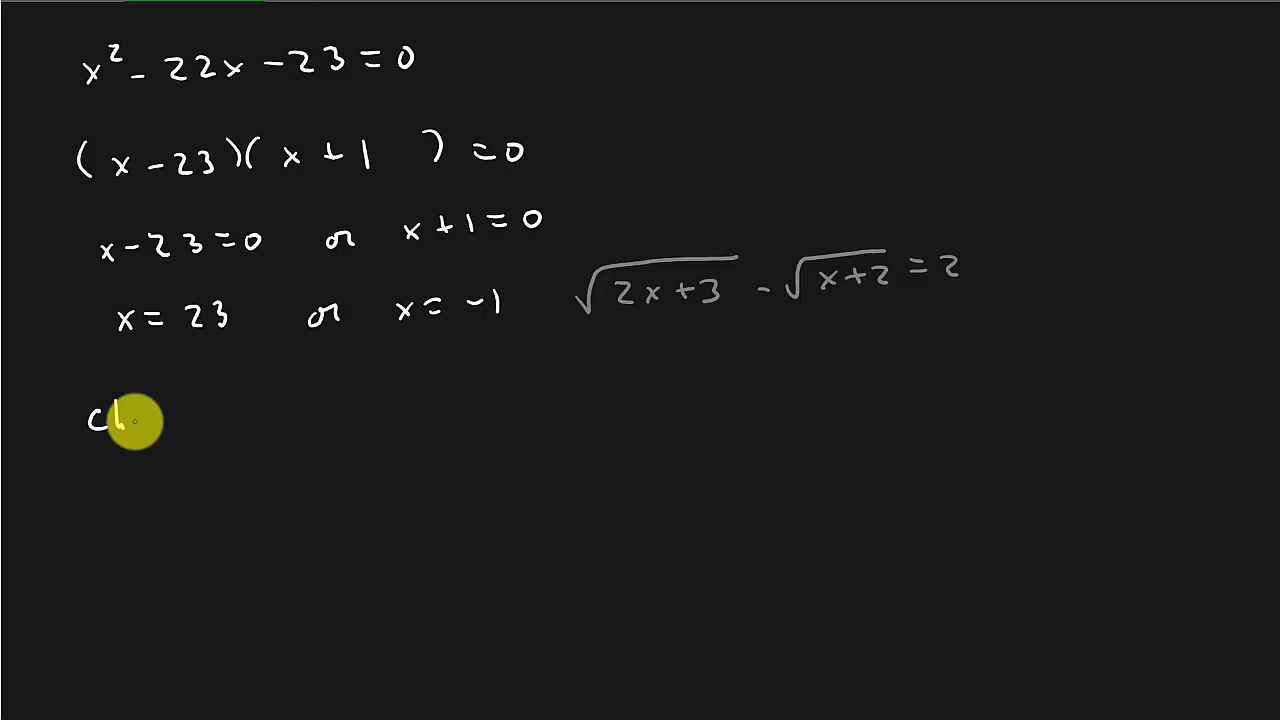 x² - 22x - 23 = 0
(x - 23)(x + 1) = 0
x - 23 = 0 or x + 1 = 0
x = 23 or x = -1
√(2x + 3) - √(x + 2) = 2
Ch